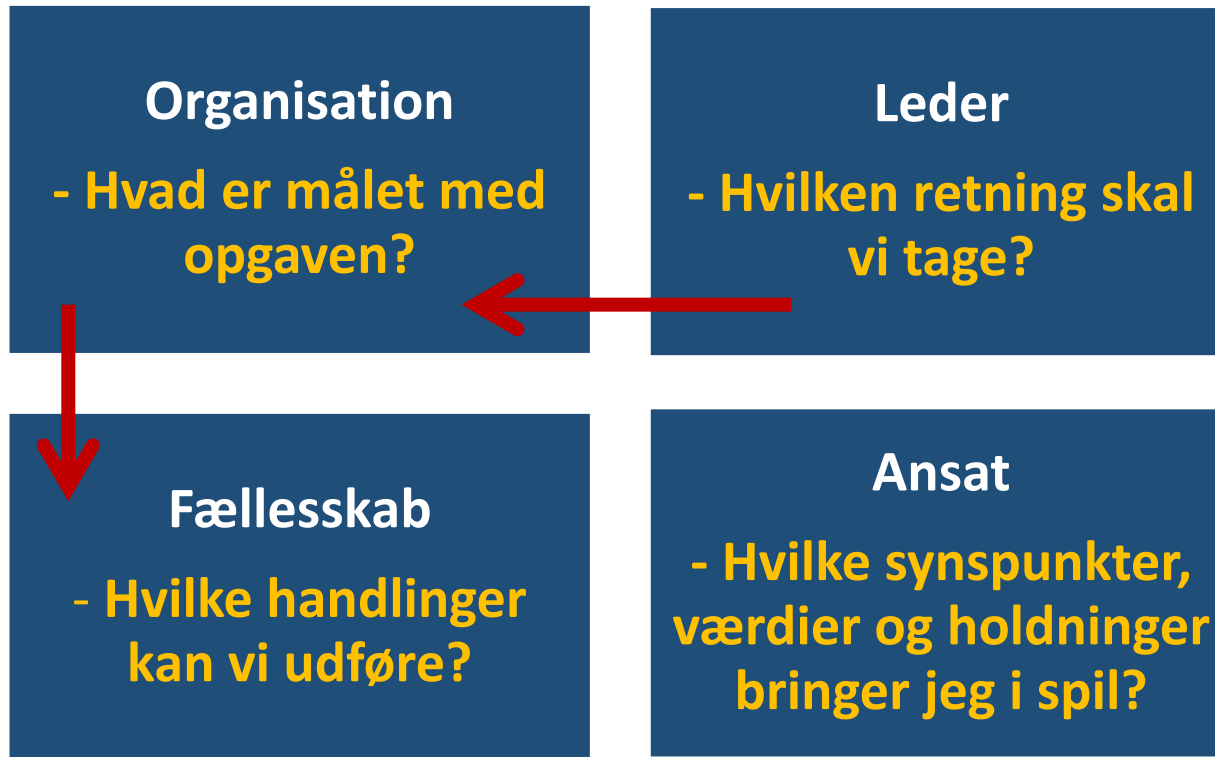 Organisation
- Hvad er målet med
opgaven?
Leder
- Hvilken retning skal
vi tage?
Fællesskab
- Hvilke handlinger
kan vi udføre?
Ansat
- Hvilke synspunkter,
værdier og holdninger
bringer jeg i spil?